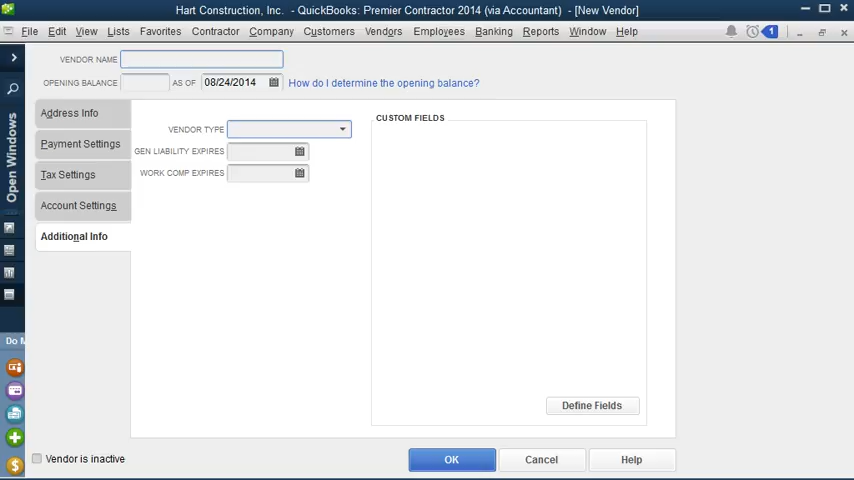 Hart Construction, Inc. - QuickBooks: Premier Contractor 2014 (via Accountant) - [New Vendor]
File Edit View Lists Favorites Contractor Company Customers Vendors Employees Banking Reports Window Help 1
VENDOR NAME
OPENING BALANCE AS OF 08/24/2014 How do I determine the opening balance?
Open Windows
Address Info
Payment Settings
Tax Settings
Account Settings
Additional Info
VENDOR TYPE
GEN LIABILITY EXPIRES
WORK COMP EXPIRES
CUSTOM FIELDS
Define Fields
Do M
Vendor is inactive
OK Cancel Help